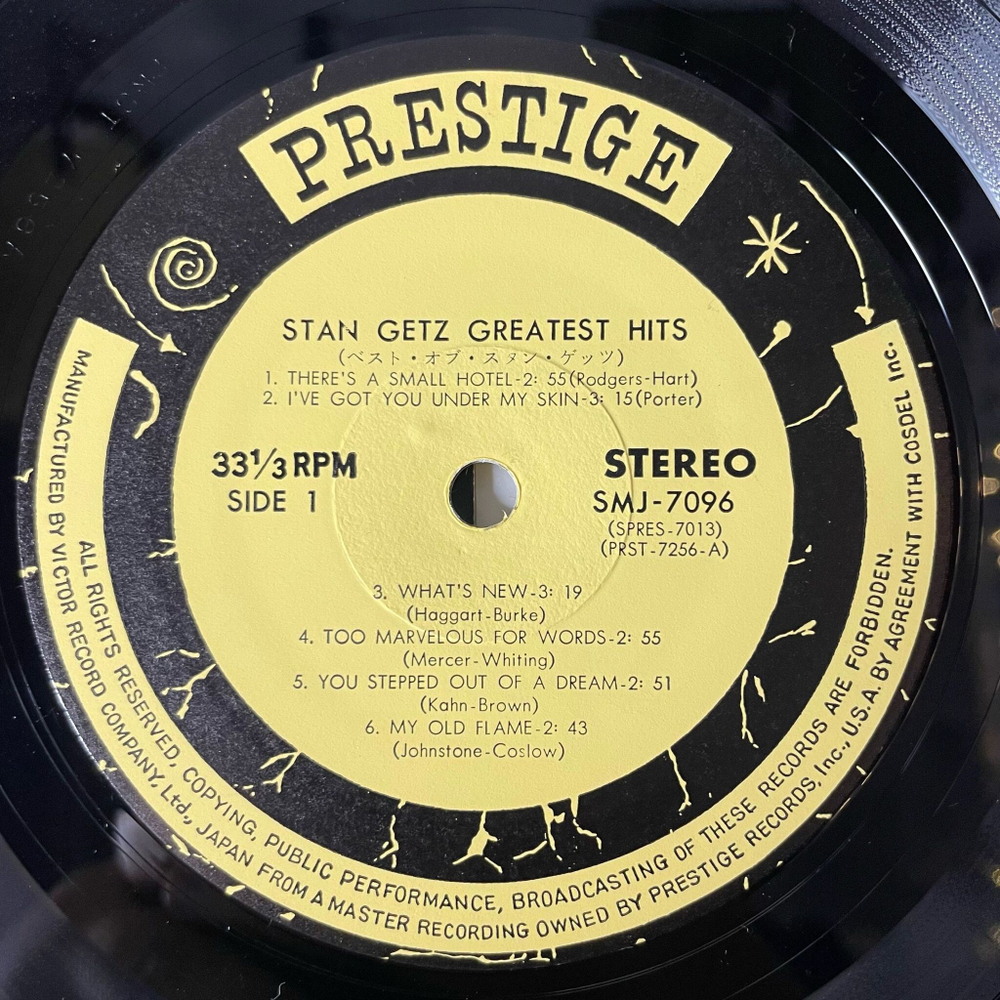 PRESTIGE
STAN GETZ GREATEST HITS
(ベスト・オブ・スタン・ゲッツ)
1. THERE'S A SMALL HOTEL-2: 55(Rodgers-Hart)
2. I'VE GOT YOU UNDER MY SKIN-3: 15(Porter)
33⅓ RPM
SIDE 1
STEREO
SMJ-7096
(SPRES-7013)
(PRST-7256-A)
3. WHAT'S NEW-3: 19
(Haggart-Burke)
4. TOO MARVELOUS FOR WORDS-2: 55
(Mercer-Whiting)
5. YOU STEPPED OUT OF A DREAM-2: 51
(Kahn-Brown)
6. MY OLD FLAME-2: 43
(Johnstone-Coslow)
ALL RIGHTS RESERVED, COPYING, PUBLIC PERFORMANCE, BROADCASTING OF THESE RECORDS ARE FORBIDDEN.
MANUFACTURED BY VICTOR RECORD COMPANY, Ltd., JAPAN FROM A MASTER RECORDING OWNED BY PRESTIGE RECORDS, Inc., U.S.A. BY AGREEMENT WITH COSDEL Inc.